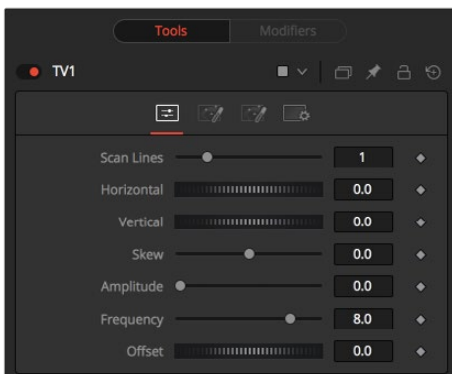 Tools Modifiers
TV1
Scan Lines 1
Horizontal 0.0
Vertical 0.0
Skew 0.0
Amplitude 0.0
Frequency 8.0
Offset 0.0